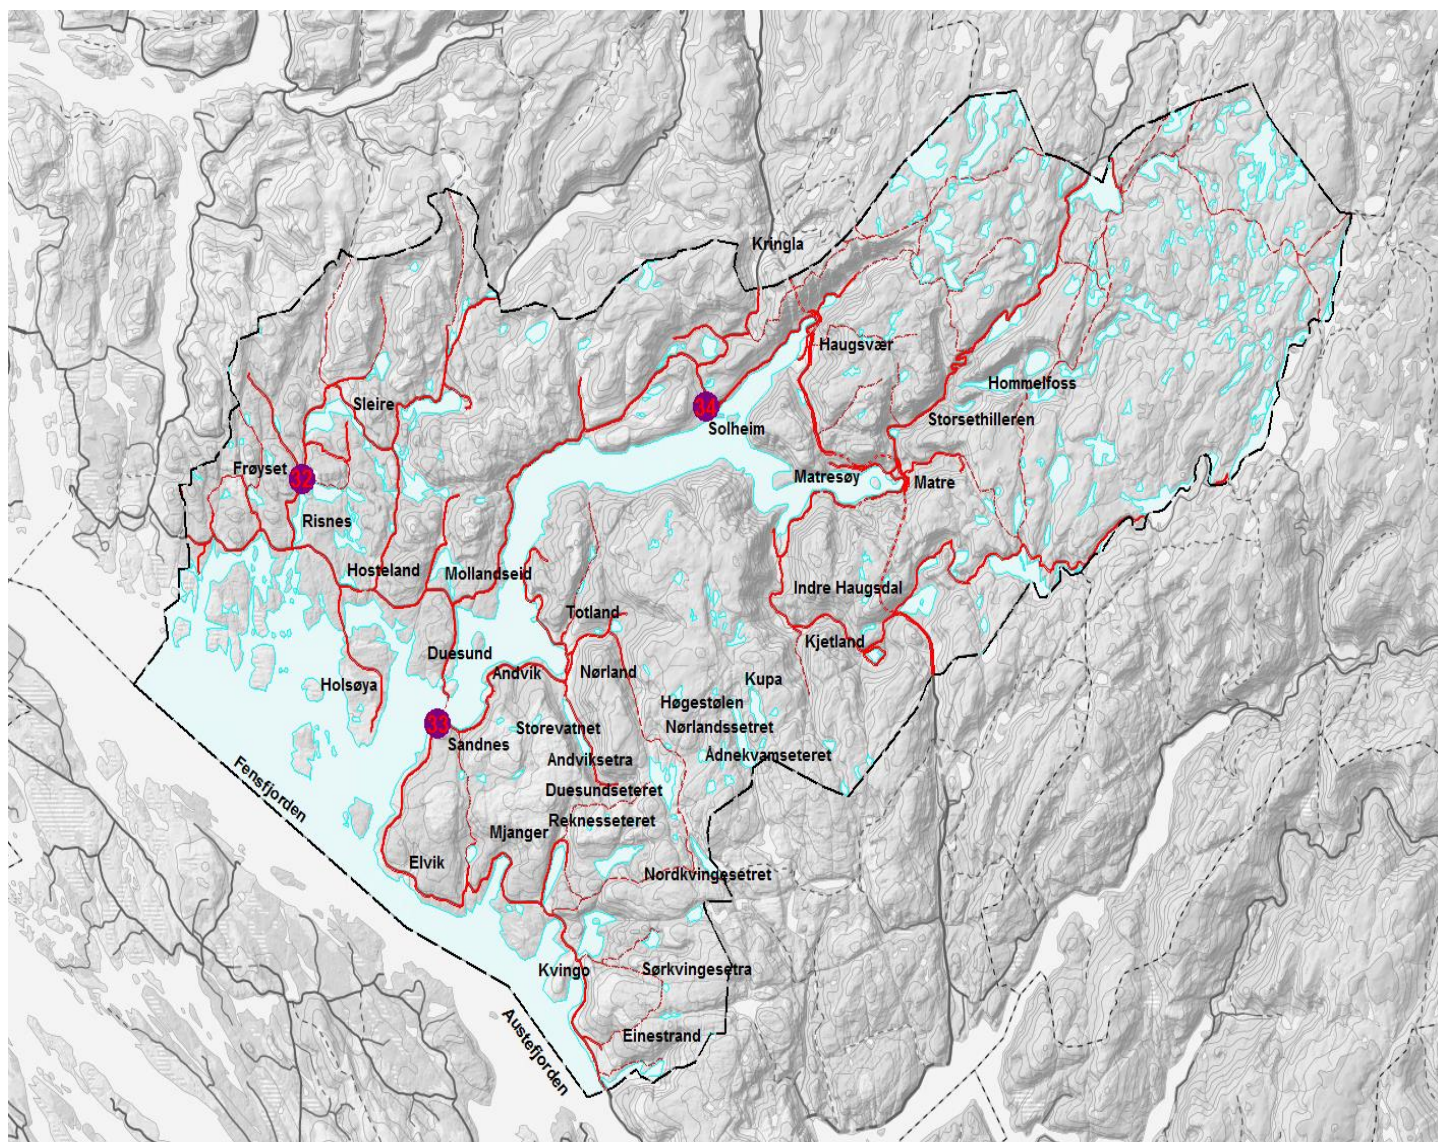 Kringla
Haugsvær
Hommelfoss
Sleire
34
Storsethilleren
Solheim
Frøyset
32
Matresøy
Matre
Risnes
Hosteland
Mollandseid
Indre Haugsdal
Totland
Kjetland
Duesund
Andvik
Nørland
Kupa
Holsøya
Høgestølen
33
Storevatnet
Nørlandssetret
Sandnes
Ådnekvamseteret
Andviksetra
Fensfjorden
Duesundseteret
Reknesseteret
Mjanger
Elvik
Nordkvingesetret
Kvingo
Sørkvingesetra
Einestrand
Austefjorden